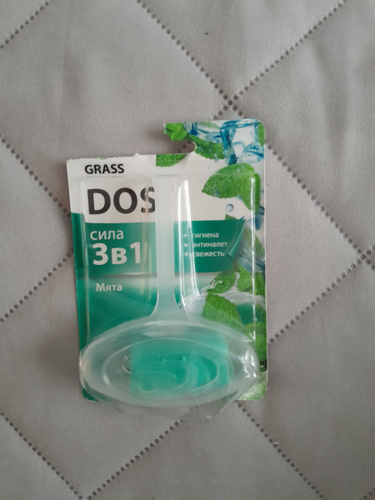 GRASS
DOS
сила
3в1
гигиена
антиналет
свежесть
Мята